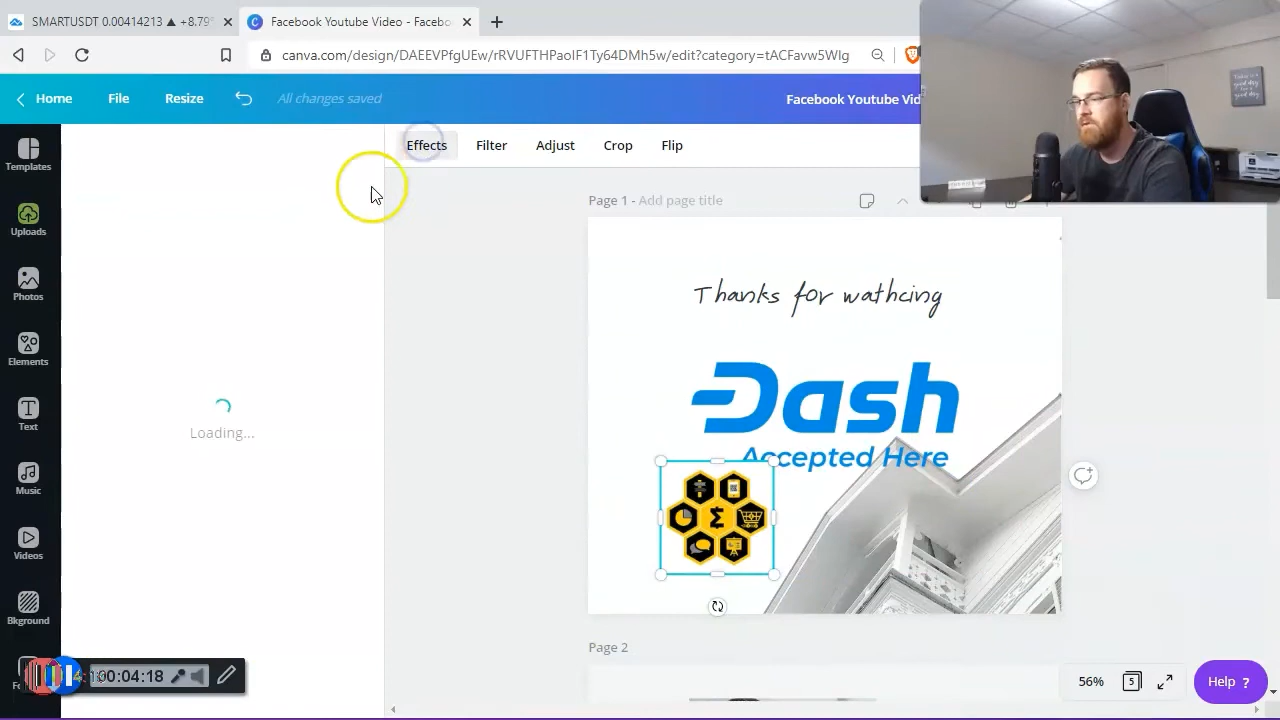 SMARTUSDT 0.00414213 ▲ +8.79%
Facebook Youtube Video - Facebo
canva.com/design/DAEEVPfgUEw/rRVUFTHPaoIF1Ty64DMh5w/edit?category=tACFavw5WIg
Home
File
Resize
All changes saved
Facebook Youtube Vid
Templates
Uploads
Photos
Elements
Text
Music
Videos
Bkground
Loading...
Effects
Filter
Adjust
Crop
Flip
Page 1 - Add page title
Thanks for wathcing
Dash
Accepted Here
Page 2
00:04:18
56%
5
Help ?